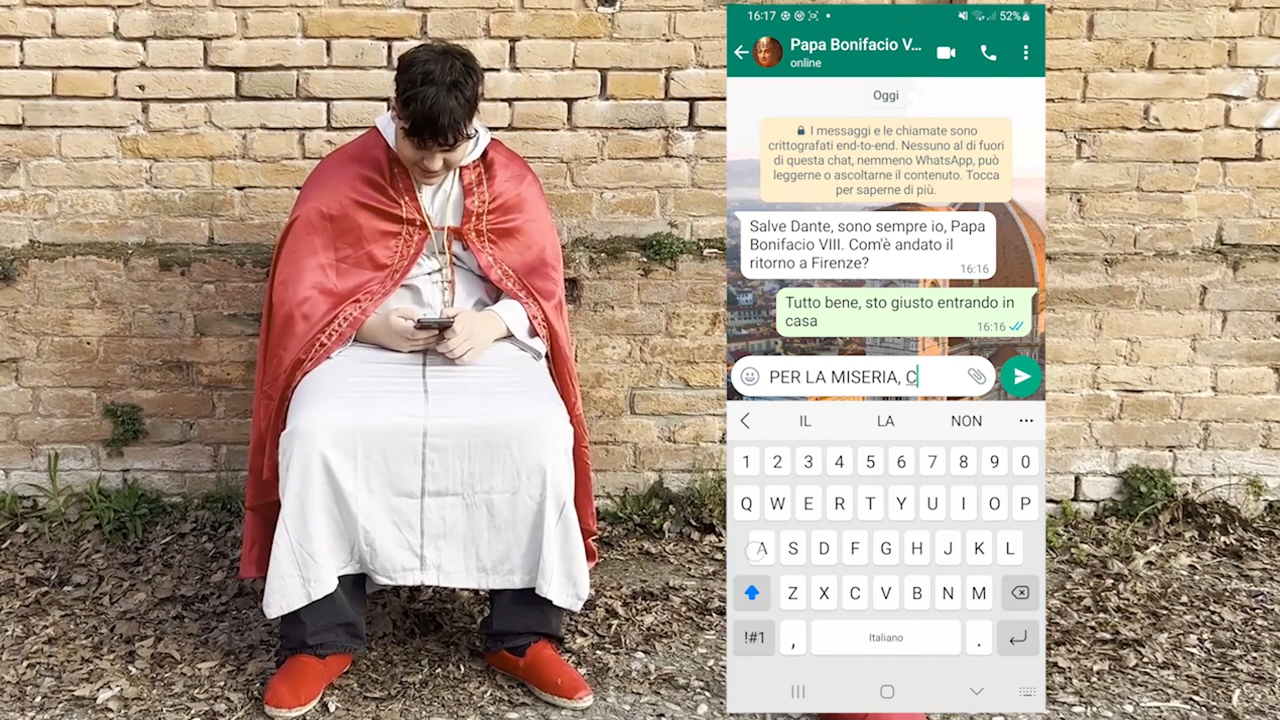 16:17
52%
Papa Bonifacio V...
online
Oggi
I messaggi e le chiamate sono
crittografati end-to-end. Nessuno al di fuori
di questa chat, nemmeno WhatsApp, può
leggerne o ascoltarne il contenuto. Tocca
per saperne di più.
Salve Dante, sono sempre io, Papa
Bonifacio VIII. Com'è andato il
ritorno a Firenze?
16:16
Tutto bene, sto giusto entrando in
casa
16:16
PER LA MISERIA, C
IL LA NON ...
1 2 3 4 5 6 7 8 9 0
Q W E R T Y U I O P
A S D F G H J K L
Z X C V B N M
!#1 , Italiano .